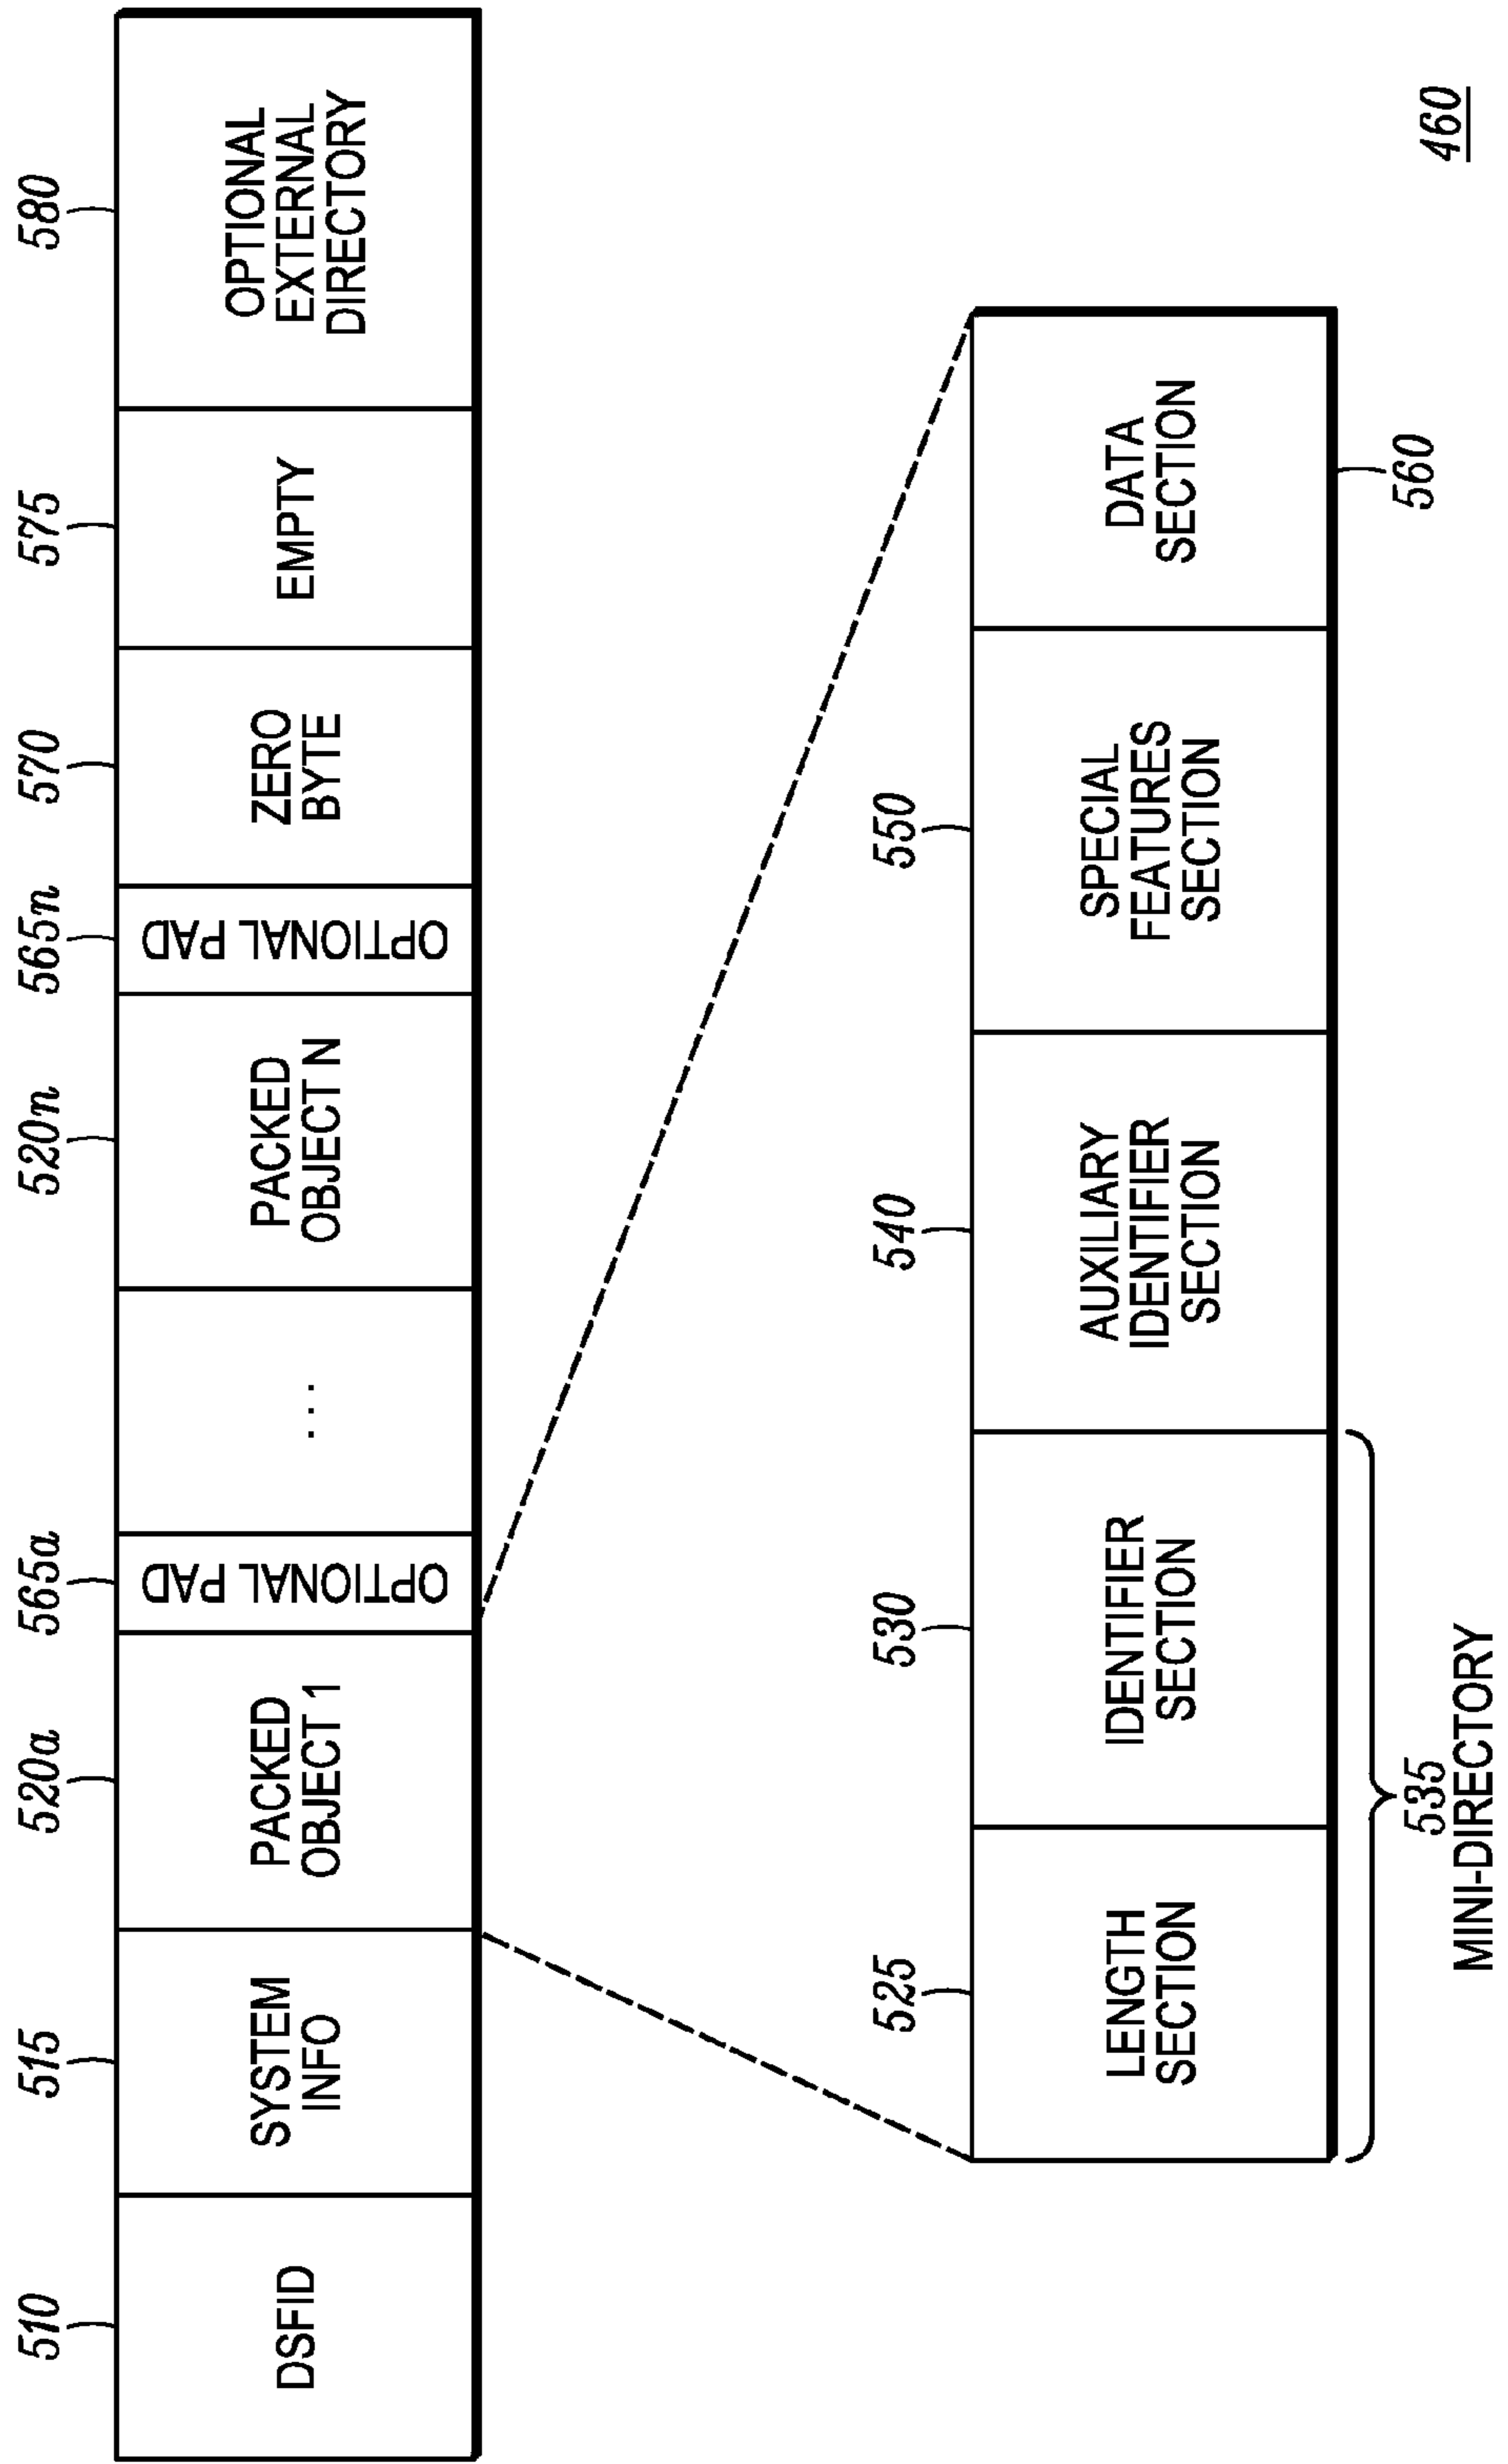 510
515
520a
565a
520n
565n
570
575
580
DSFID
SYSTEM
INFO
PACKED
OBJECT 1
OPTIONAL PAD
...
PACKED
OBJECT N
OPTIONAL PAD
ZERO
BYTE
EMPTY
OPTIONAL
EXTERNAL
DIRECTORY
525
530
540
550
LENGTH
SECTION
IDENTIFIER
SECTION
AUXILIARY
IDENTIFIER
SECTION
SPECIAL
FEATURES
SECTION
DATA
SECTION
560
535
MINI-DIRECTORY
460